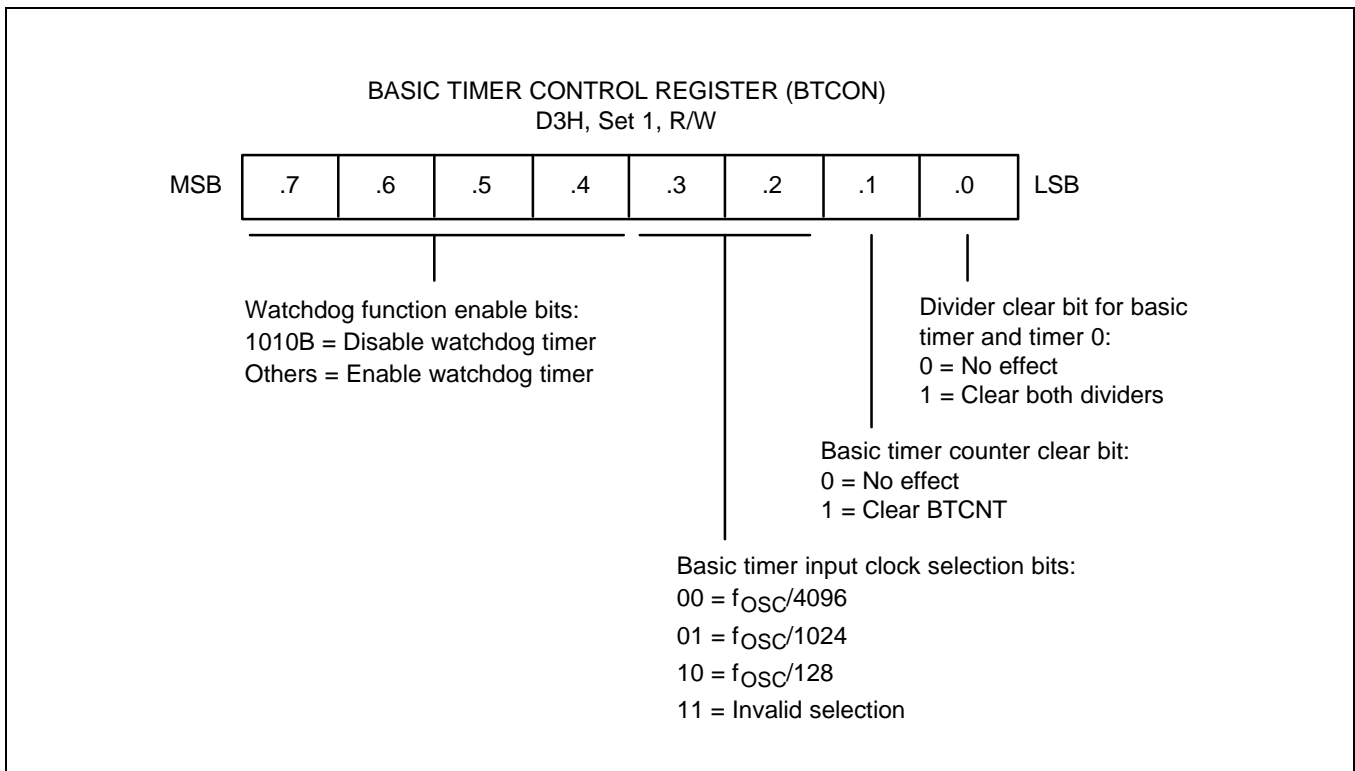 BASIC TIMER CONTROL REGISTER (BTCON)
D3H, Set 1, R/W
MSB .7 .6 .5 .4 .3 .2 .1 .0 LSB
Watchdog function enable bits:
1010B = Disable watchdog timer
Others = Enable watchdog timer
Divider clear bit for basic
timer and timer 0:
0 = No effect
1 = Clear both dividers
Basic timer counter clear bit:
0 = No effect
1 = Clear BTCNT
Basic timer input clock selection bits:
00 = fOSC/4096
01 = fOSC/1024
10 = fOSC/128
11 = Invalid selection